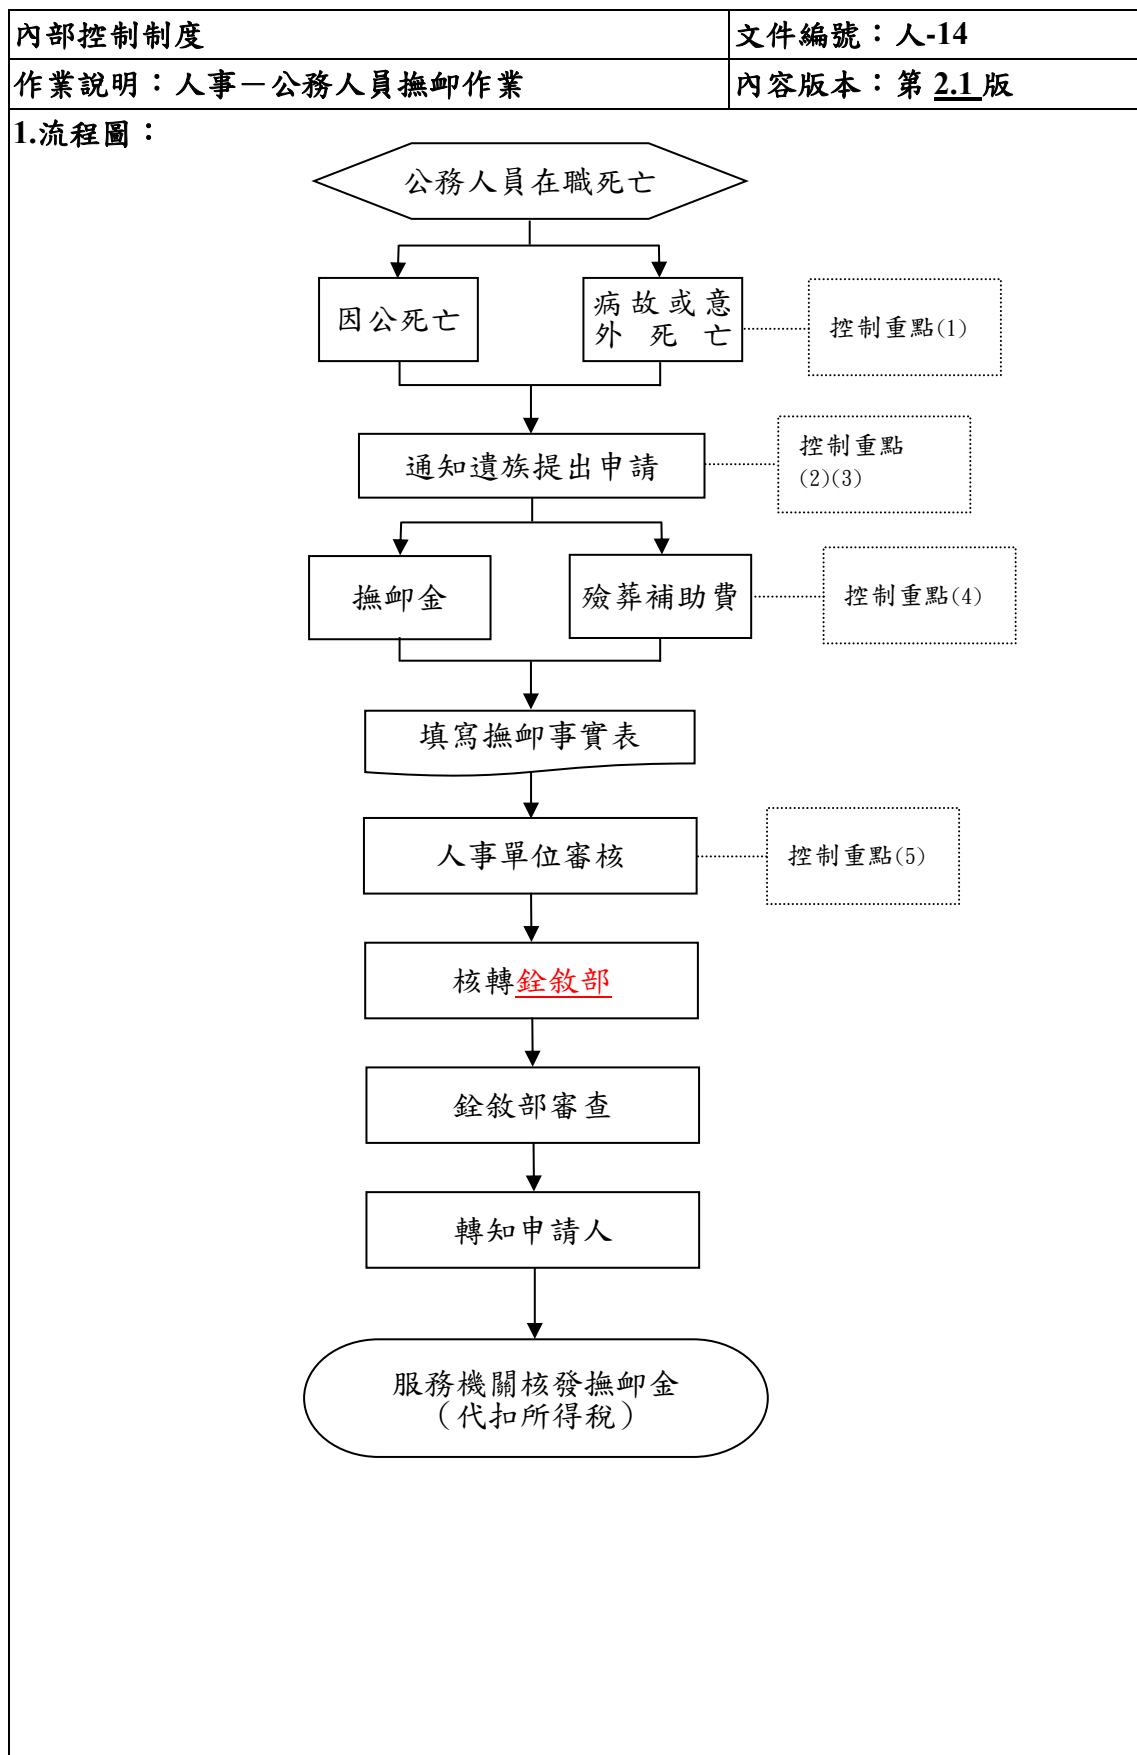 內部控制制度
文件編號：人-14
作業說明：人事－公務人員撫卹作業
內容版本：第 2.1 版
1.流程圖：
公務人員在職死亡
因公死亡
病故或意
外死亡
控制重點(1)
通知遺族提出申請
控制重點
(2)(3)
撫卹金
殮葬補助費
控制重點(4)
填寫撫卹事實表
人事單位審核
控制重點(5)
核轉銓敘部
銓敘部審查
轉知申請人
服務機關核發撫卹金
（代扣所得稅）